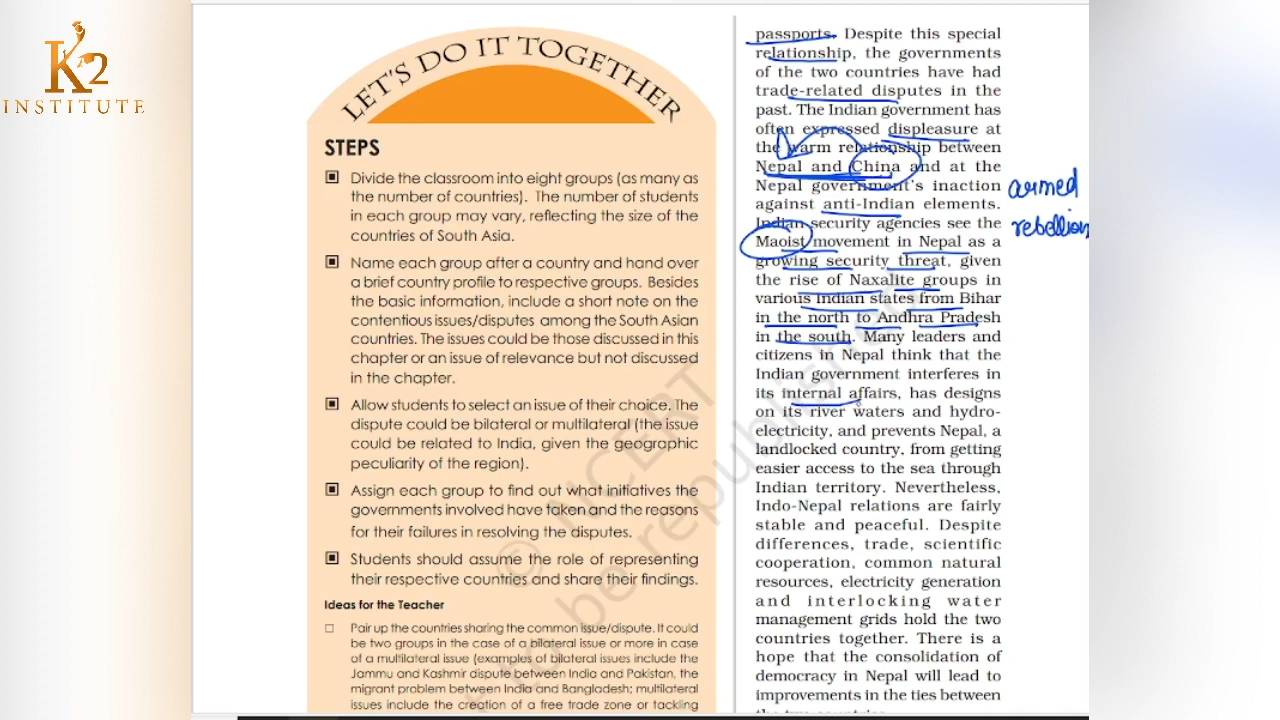 K2
INSTITUTE
LET'S DO IT TOGETHER
STEPS
Divide the classroom into eight groups (as many as
the number of countries). The number of students
in each group may vary, reflecting the size of the
countries of South Asia.
Name each group after a country and hand over
a brief country profile to respective groups. Besides
the basic information, include a short note on the
contentious issues/disputes among the South Asian
countries. The issues could be those discussed in this
chapter or an issue of relevance but not discussed
in the chapter.
Allow students to select an issue of their choice. The
dispute could be bilateral or multilateral (the issue
could be related to India, given the geographic
peculiarity of the region).
Assign each group to find out what initiatives the
governments involved have taken and the reasons
for their failures in resolving the disputes.
Students should assume the role of representing
their respective countries and share their findings.
Ideas for the Teacher
Pair up the countries sharing the common issue/dispute. It could
be two groups in the case of a bilateral issue or more in case
of a multilateral issue (examples of bilateral issues include the
Jammu and Kashmir dispute between India and Pakistan, the
migrant problem between India and Bangladesh; multilateral
issues include the creation of a free trade zone or tackling
passports. Despite this special
relationship, the governments
of the two countries have had
trade-related disputes in the
past. The Indian government has
often expressed displeasure at
the warm relationship between
Nepal and China and at the
Nepal government's inaction
against anti-Indian elements.
Indian security agencies see the
Maoist movement in Nepal as a
growing security threat, given
the rise of Naxalite groups in
various Indian states from Bihar
in the north to Andhra Pradesh
in the south. Many leaders and
citizens in Nepal think that the
Indian government interferes in
its internal affairs, has designs
on its river waters and hydro-
electricity, and prevents Nepal, a
landlocked country, from getting
easier access to the sea through
Indian territory. Nevertheless,
Indo-Nepal relations are fairly
stable and peaceful. Despite
differences, trade, scientific
cooperation, common natural
resources, electricity generation
and interlocking water
management grids hold the two
countries together. There is a
hope that the consolidation of
democracy in Nepal will lead to
improvements in the ties between
the two countries.
armed
rebellion
© NCERT
to be republished